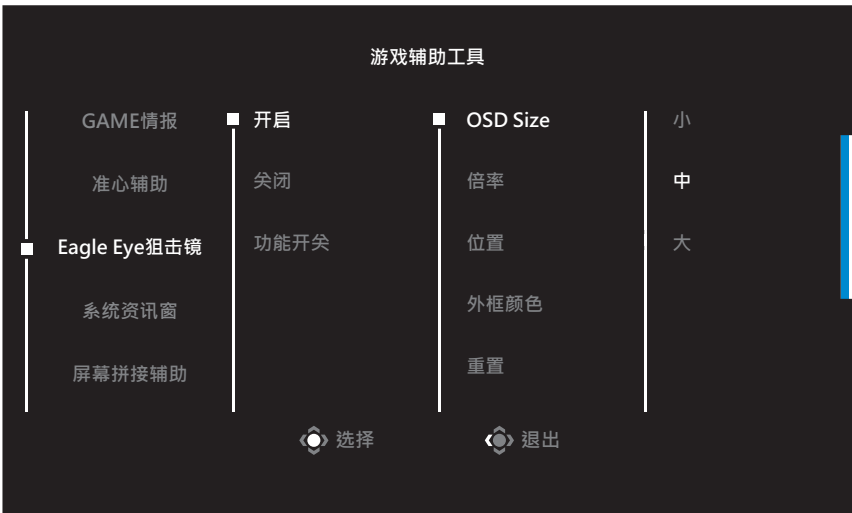 游戏辅助工具
GAME情报
准心辅助
Eagle Eye狙击镜
系统资讯窗
屏幕拼接辅助
开启
关闭
功能开关
OSD Size
倍率
位置
外框颜色
重置
小
中
大
选择
退出